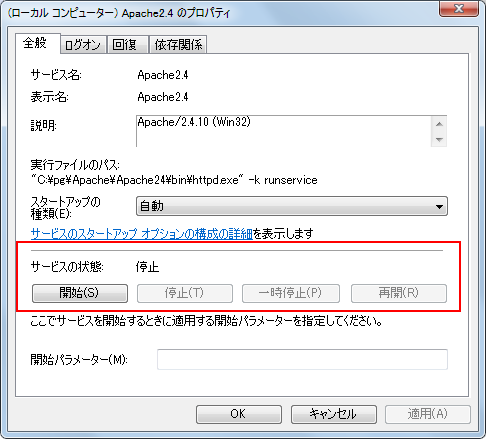 (ローカル コンピューター) Apache2.4 のプロパティ
全般 ログオン 回復 依存関係
サービス名: Apache2.4
表示名: Apache2.4
説明: Apache/2.4.10 (Win32)
実行ファイルのパス:
"C:¥pg¥Apache¥Apache24¥bin¥httpd.exe" -k runservice
スタートアップの
種類(E): 自動
サービスのスタートアップ オプションの構成の詳細を表示します
サービスの状態: 停止
開始(S) 停止(T) 一時停止(P) 再開(R)
ここでサービスを開始するときに適用する開始パラメーターを指定してください。
開始パラメーター(M):
OK キャンセル 適用(A)